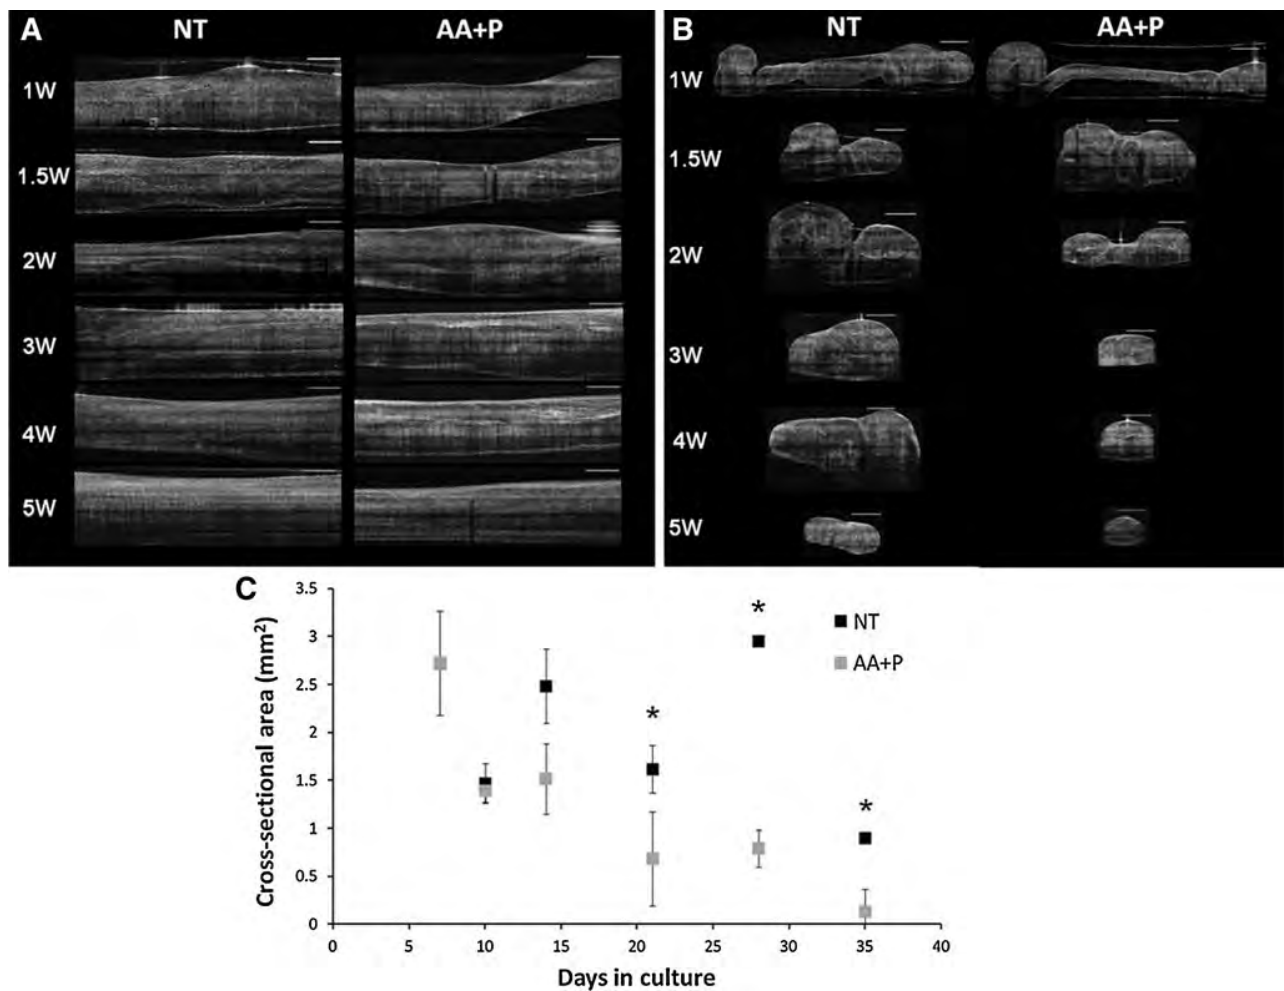 A NT AA+P
1W
1.5W
2W
3W
4W
5W
B NT AA+P
1W
1.5W
2W
3W
4W
5W
C
Cross-sectional area (mm²)
3.5
3
2.5
2
1.5
1
0.5
0
* * *
NT
AA+P
0 5 10 15 20 25 30 35 40
Days in culture